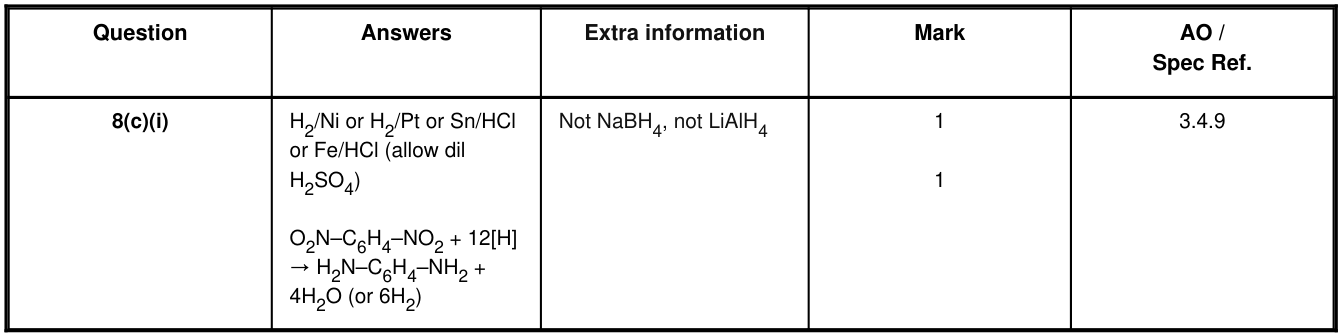 Question
Answers
Extra information
Mark
AO /
Spec Ref.
8(c)(i)
H₂/Ni or H₂/Pt or Sn/HCl
or Fe/HCl (allow dil
H₂SO₄)
O₂N–C₆H₄–NO₂ + 12[H]
→ H₂N–C₆H₄–NH₂ +
4H₂O (or 6H₂)
Not NaBH₄, not LiAlH₄
1
1
3.4.9